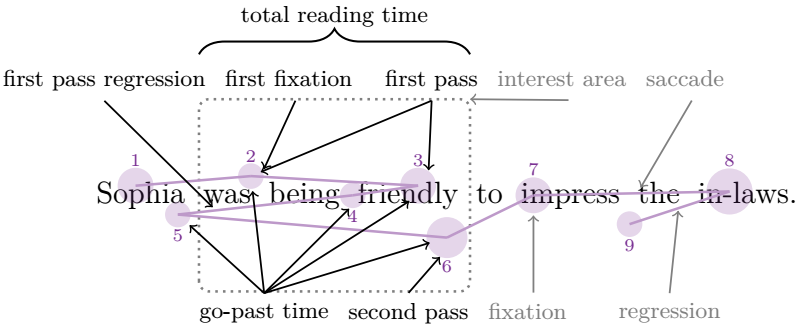 total reading time
first pass regression first fixation first pass interest area saccade
1 2 3 7 8
Sophia was being friendly to impress the in-laws.
4
5 6 9
go-past time second pass fixation regression